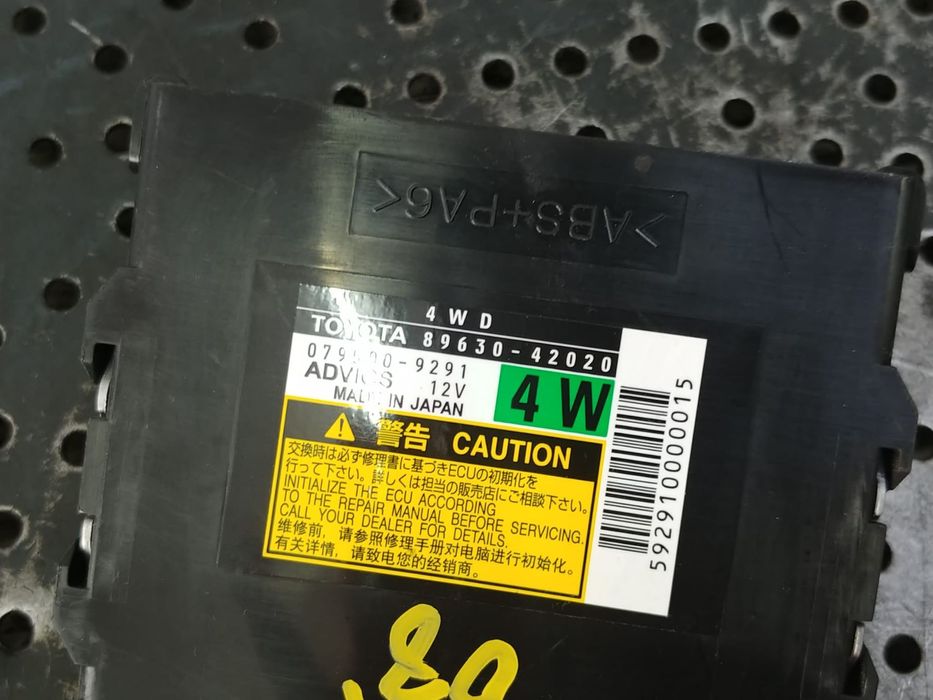 >ABS+PA6<
4WD
TOYOTA 89630-42020
079500-9291
ADVICS 12V
MADE IN JAPAN
4W
警告 CAUTION
交換時は必ず修理書に基づきECUの初期化を
行って下さい。詳しくは担当の販売店にご相談下さい。
INITIALIZE THE ECU ACCORDING
TO THE REPAIR MANUAL BEFORE SERVICING.
CALL YOUR DEALER FOR DETAILS.
维修前,请参照修理手册对电脑进行初始化。
有关详情,请致电您的经销商。
5929100000015